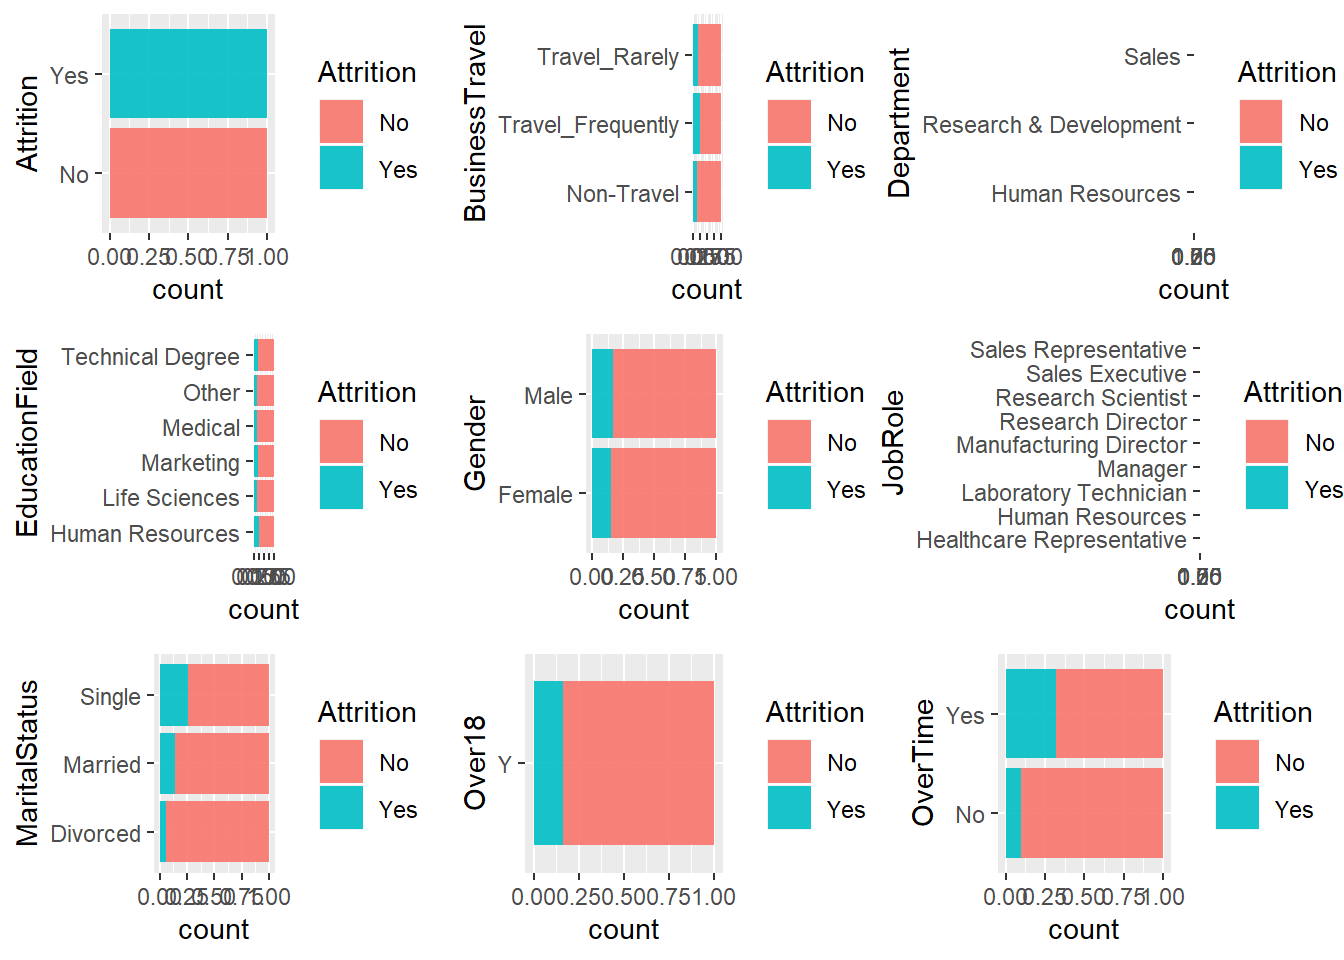 Attrition
Yes
No
0.00 0.25 0.50 0.75 1.00
count
Attrition
No
Yes
BusinessTravel
Travel_Rarely
Travel_Frequently
Non-Travel
count
Attrition
No
Yes
Department
Sales
Research & Development
Human Resources
count
Attrition
No
Yes
EducationField
Technical Degree
Other
Medical
Marketing
Life Sciences
Human Resources
count
Attrition
No
Yes
Gender
Male
Female
0.00 0.25 0.50 0.75 1.00
count
Attrition
No
Yes
JobRole
Sales Representative
Sales Executive
Research Scientist
Research Director
Manufacturing Director
Manager
Laboratory Technician
Human Resources
Healthcare Representative
count
Attrition
No
Yes
MaritalStatus
Single
Married
Divorced
0.00 0.25 0.50 0.75 1.00
count
Attrition
No
Yes
Over18
Y
0.00 0.25 0.50 0.75 1.00
count
Attrition
No
Yes
OverTime
Yes
No
0.00 0.25 0.50 0.75 1.00
count
Attrition
No
Yes